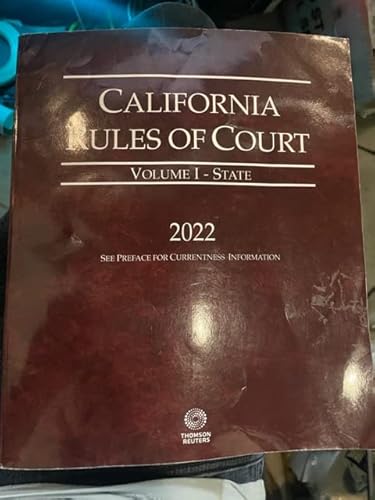 CALIFORNIA
RULES OF COURT
VOLUME I - STATE
2022
SEE PREFACE FOR CURRENTNESS INFORMATION
THOMSON
REUTERS